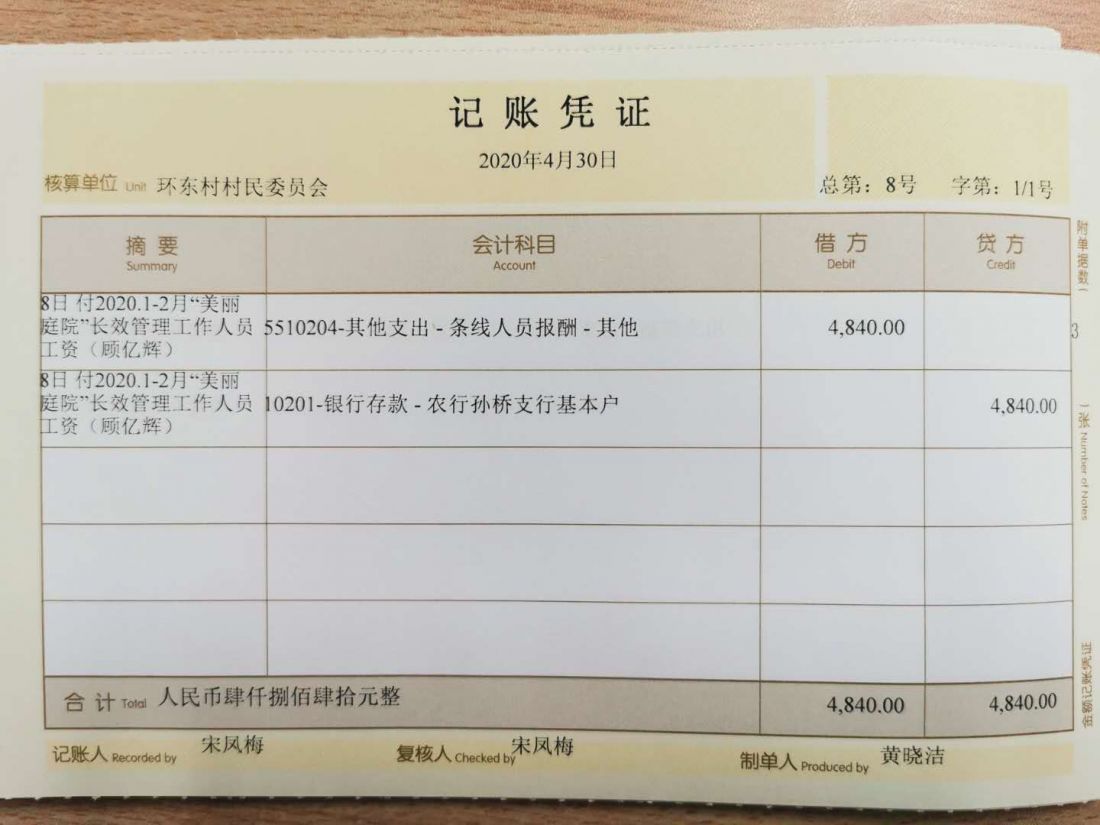 记账凭证
2020年4月30日
核算单位 Unit 环东村村民委员会
总第：8号 字第：1/1号
摘要 会计科目 借方 贷方
Summary Account Debit Credit
8日 付2020.1-2月“美丽
庭院”长效管理工作人员 5510204-其他支出 - 条线人员报酬 - 其他 4,840.00
工资（顾亿辉）
8日 付2020.1-2月“美丽
庭院”长效管理工作人员 10201-银行存款 - 农行孙桥支行基本户 4,840.00
工资（顾亿辉）
合计 Total 人民币肆仟捌佰肆拾元整 4,840.00 4,840.00
记账人 Recorded by 宋凤梅 复核人 Checked by 宋凤梅 制单人 Produced by 黄晓洁
附单据数（ 3 ）张 Number of Notes
金额记账凭证